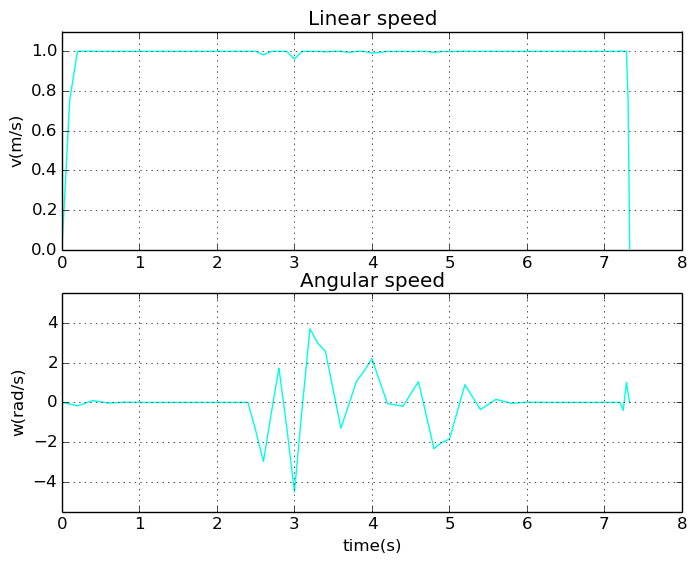 Linear speed
v(m/s)
1.0
0.8
0.6
0.4
0.2
0.0
0 1 2 3 4 5 6 7 8
Angular speed
w(rad/s)
4
2
0
−2
−4
0 1 2 3 4 5 6 7 8
time(s)